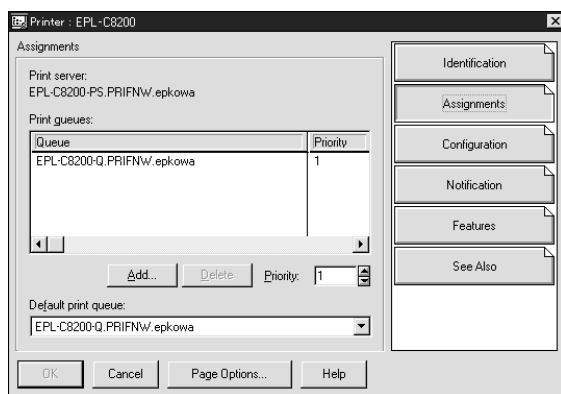 Printer : EPL-C8200
Assignments
Print server:
EPL-C8200-PS.PRIFNW.epkowa
Print queues:
Queue Priority
EPL-C8200-Q.PRIFNW.epkowa 1
Add... Delete Priority: 1
Default print queue:
EPL-C8200-Q.PRIFNW.epkowa
OK Cancel Page Options... Help
Identification
Assignments
Configuration
Notification
Features
See Also